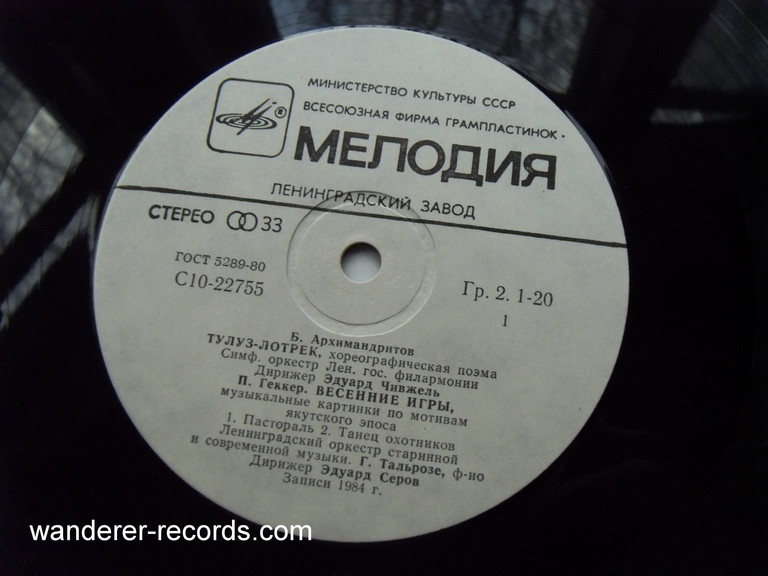 МИНИСТЕРСТВО КУЛЬТУРЫ СССР
ВСЕСОЮЗНАЯ ФИРМА ГРАМПЛАСТИНОК
®
МЕЛОДИЯ
ЛЕНИНГРАДСКИЙ ЗАВОД
СТЕРЕО 33
ГОСТ 5289-80
С10-22755
Гр. 2. 1-20
1
Б. Архимандритов
ТУЛУЗ-ЛОТРЕК, хореографическая поэма
Симф. оркестр Лен. гос. филармонии
Дирижер Эдуард Чивжель
П. Геккер. ВЕСЕННИЕ ИГРЫ,
музыкальные картинки по мотивам
якутского эпоса
1. Пастораль 2. Танец охотников
Ленинградский оркестр старинной
и современной музыки. Г. Тальрозе, ф-но
Дирижер Эдуард Серов
Записи 1984 г.
wanderer-records.com